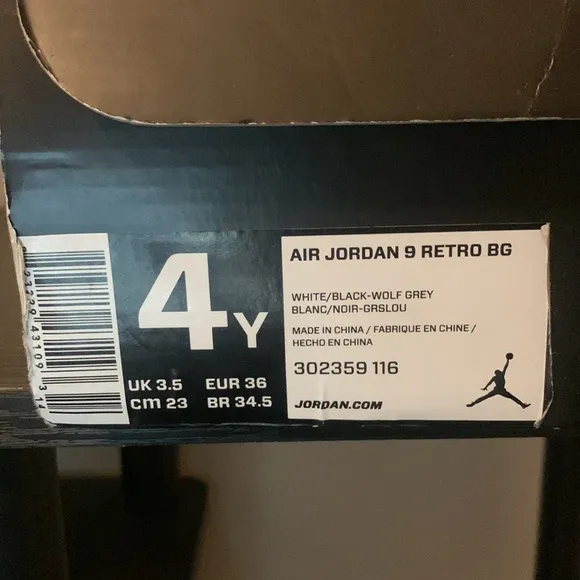 4Y
UK 3.5 EUR 36
cm 23 BR 34.5
AIR JORDAN 9 RETRO BG
WHITE/BLACK-WOLF GREY
BLANC/NOIR-GRSLOU
MADE IN CHINA / FABRIQUE EN CHINE /
HECHO EN CHINA
302359 116
JORDAN.COM